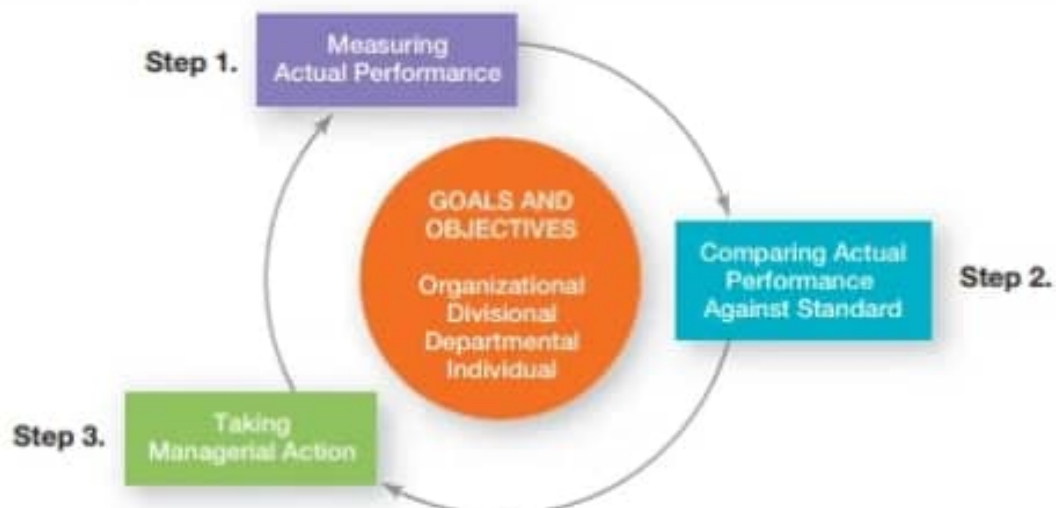 Step 1.
Measuring
Actual Performance
GOALS AND
OBJECTIVES
Organizational
Divisional
Departmental
Individual
Comparing Actual
Performance
Against Standard
Step 2.
Step 3.
Taking
Managerial Action